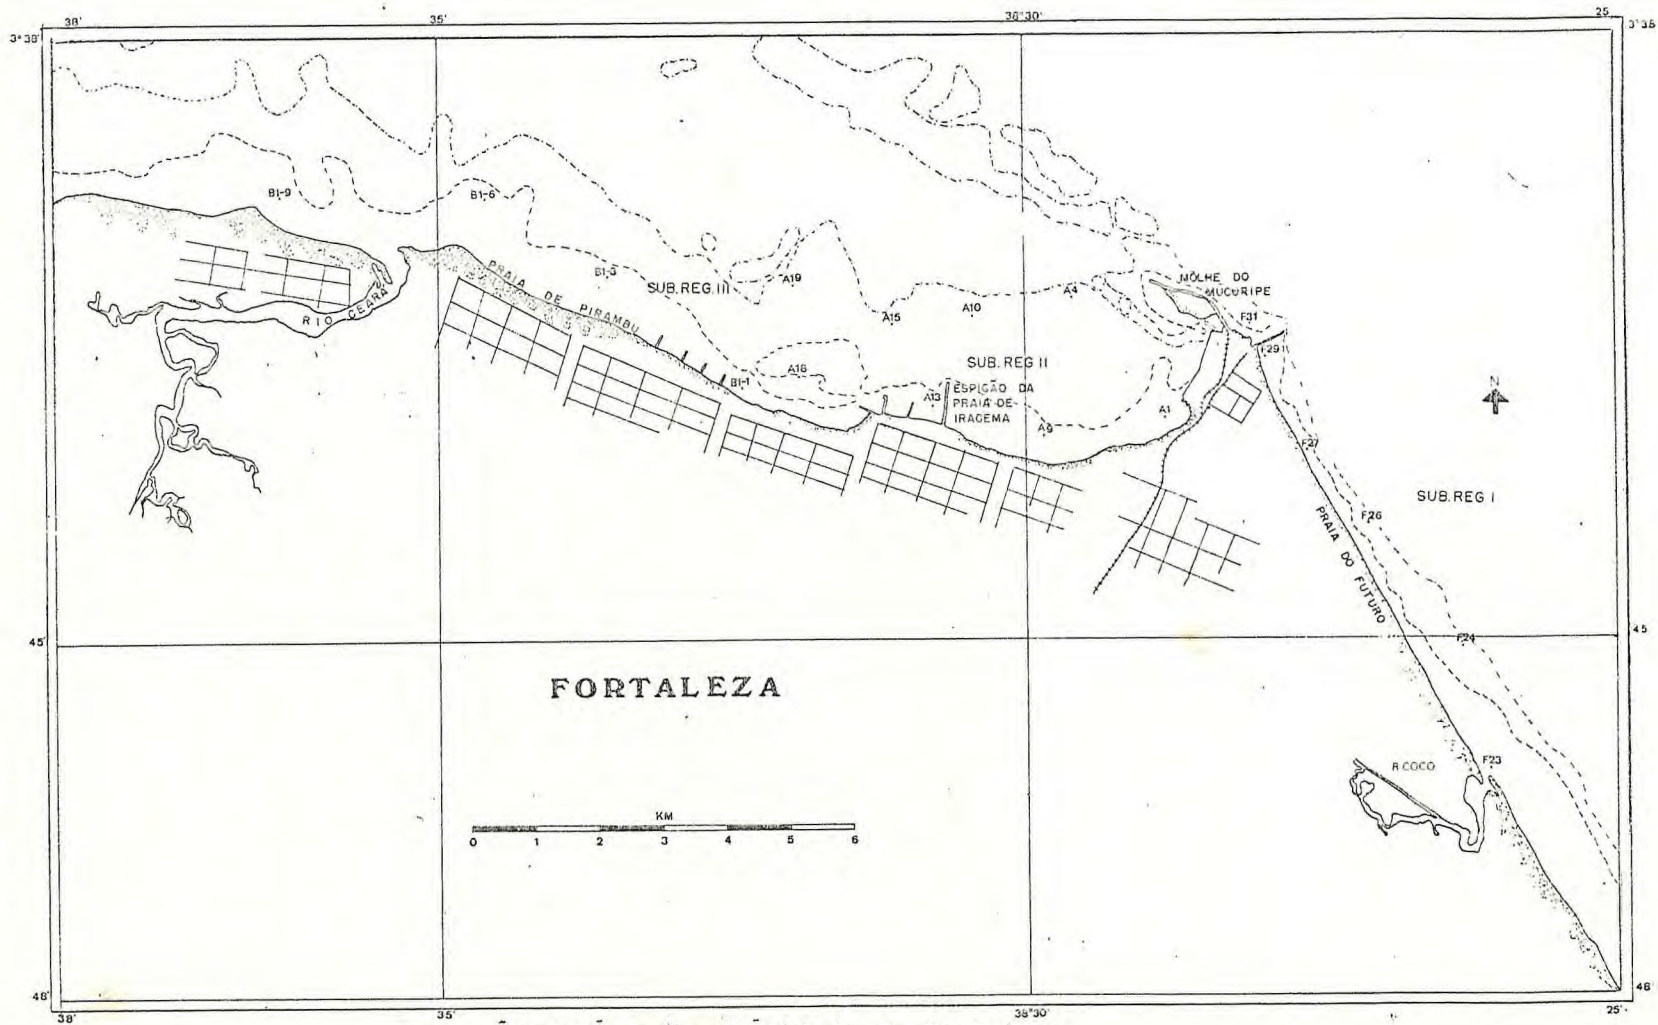 38' 35' 38°30' 25
3°38' 3°38
B1-9
B1-6
B1-3
SUB.REG.III
A19
A15
A10
A4
MÔLHE DO
MUCURIPE
F31
F29
PRAIA DE PIRAMBU
RIO CEARÁ
B1-1
A18
SUB.REG II
A13
ESPIGÃO DA
PRAIA DE
IRACEMA
A9
A1
N
F27
SUB.REG I
F26
PRAIA DO FUTURO
F24
45' 45
FORTALEZA
R.COCO
F23
KM
0 1 2 3 4 5 6
48'
38' 35' 38°30' 25'